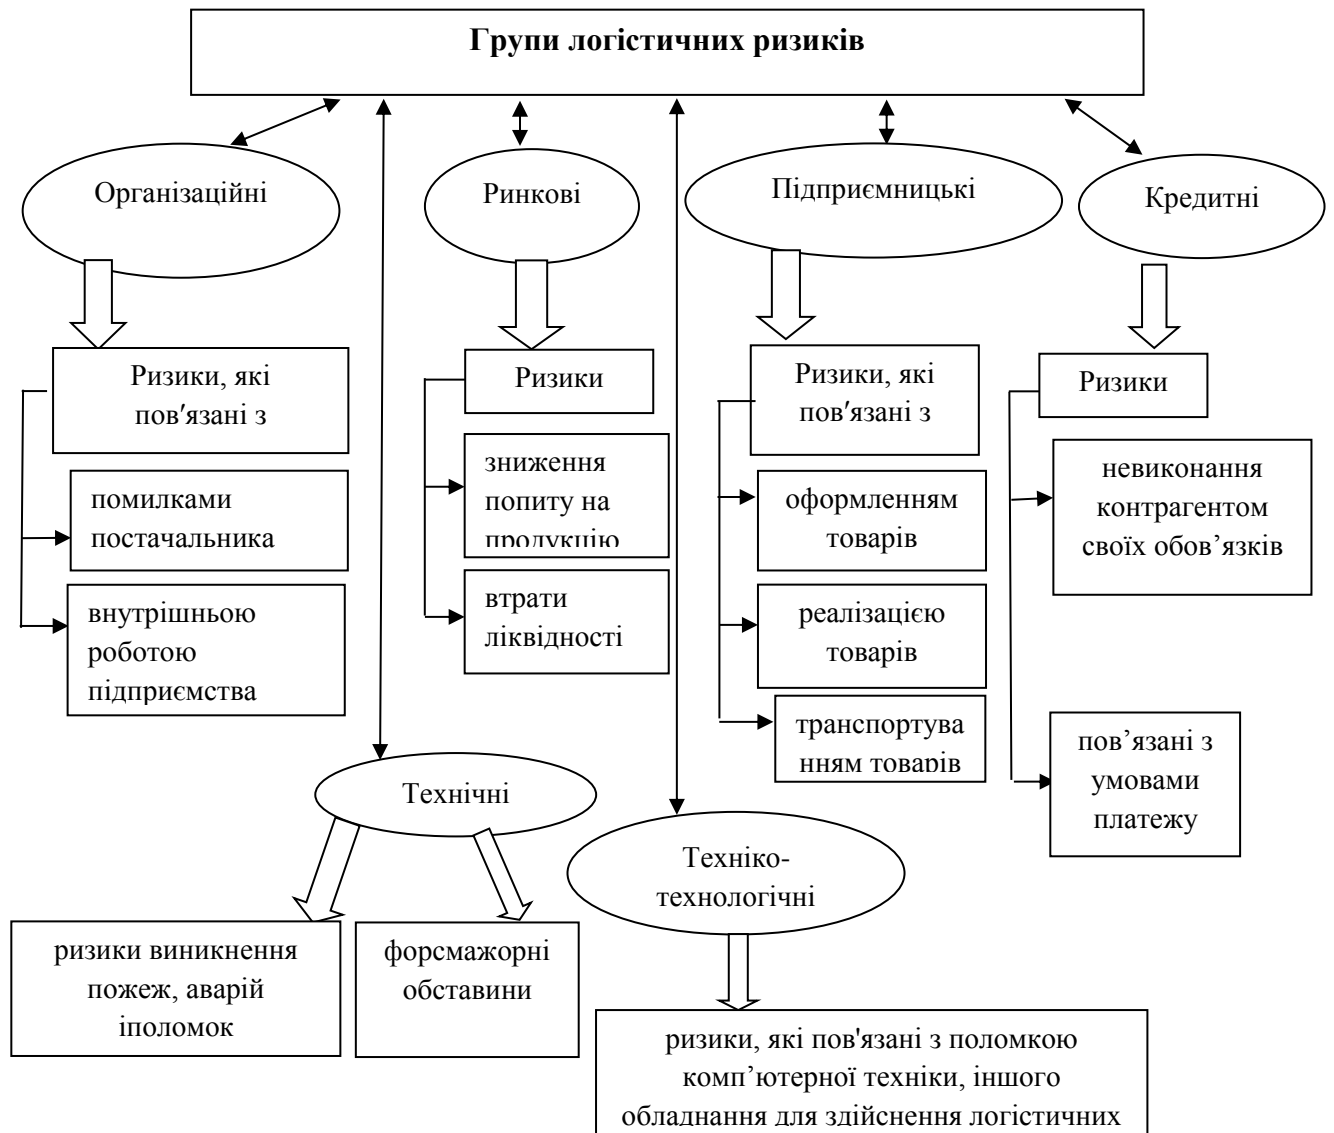 Групи логістичних ризиків
Організаційні
Ринкові
Підприємницькі
Кредитні
Ризики, які
пов′язані з
помилками
постачальника
внутрішньою
роботою
підприємства
Ризики
зниження
попиту на
продукцію
втрати
ліквідності
Ризики, які
пов′язані з
оформленням
товарів
реалізацією
товарів
транспортува
нням товарів
Ризики
невиконання
контрагентом
своїх обов’язків
пов’язані з
умовами
платежу
Технічні
Техніко-
технологічні
ризики виникнення
пожеж, аварій
іполомок
форсмажорні
обставини
ризики, які пов'язані з поломкою
комп’ютерної техніки, іншого
обладнання для здійснення логістичних